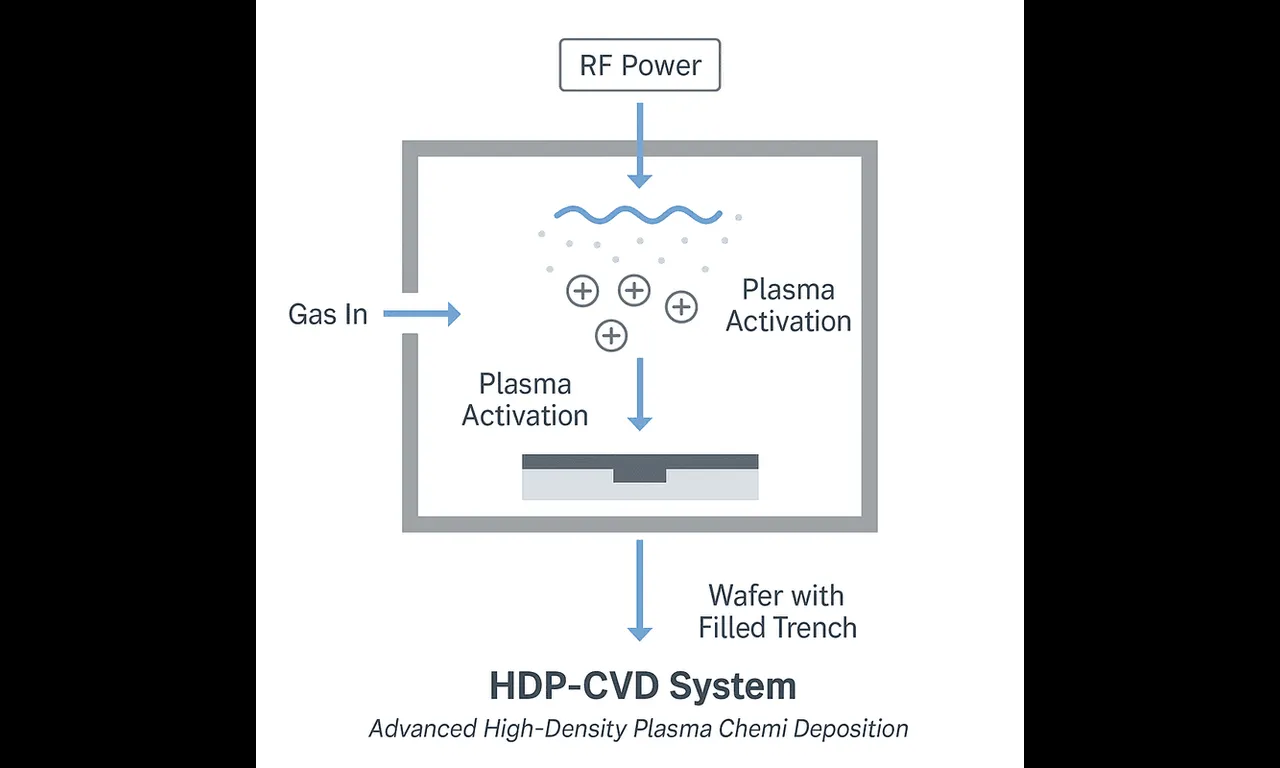 RF Power
Gas In
Plasma
Activation
Plasma
Activation
Wafer with
Filled Trench
HDP-CVD System
Advanced High-Density Plasma Chemi Deposition